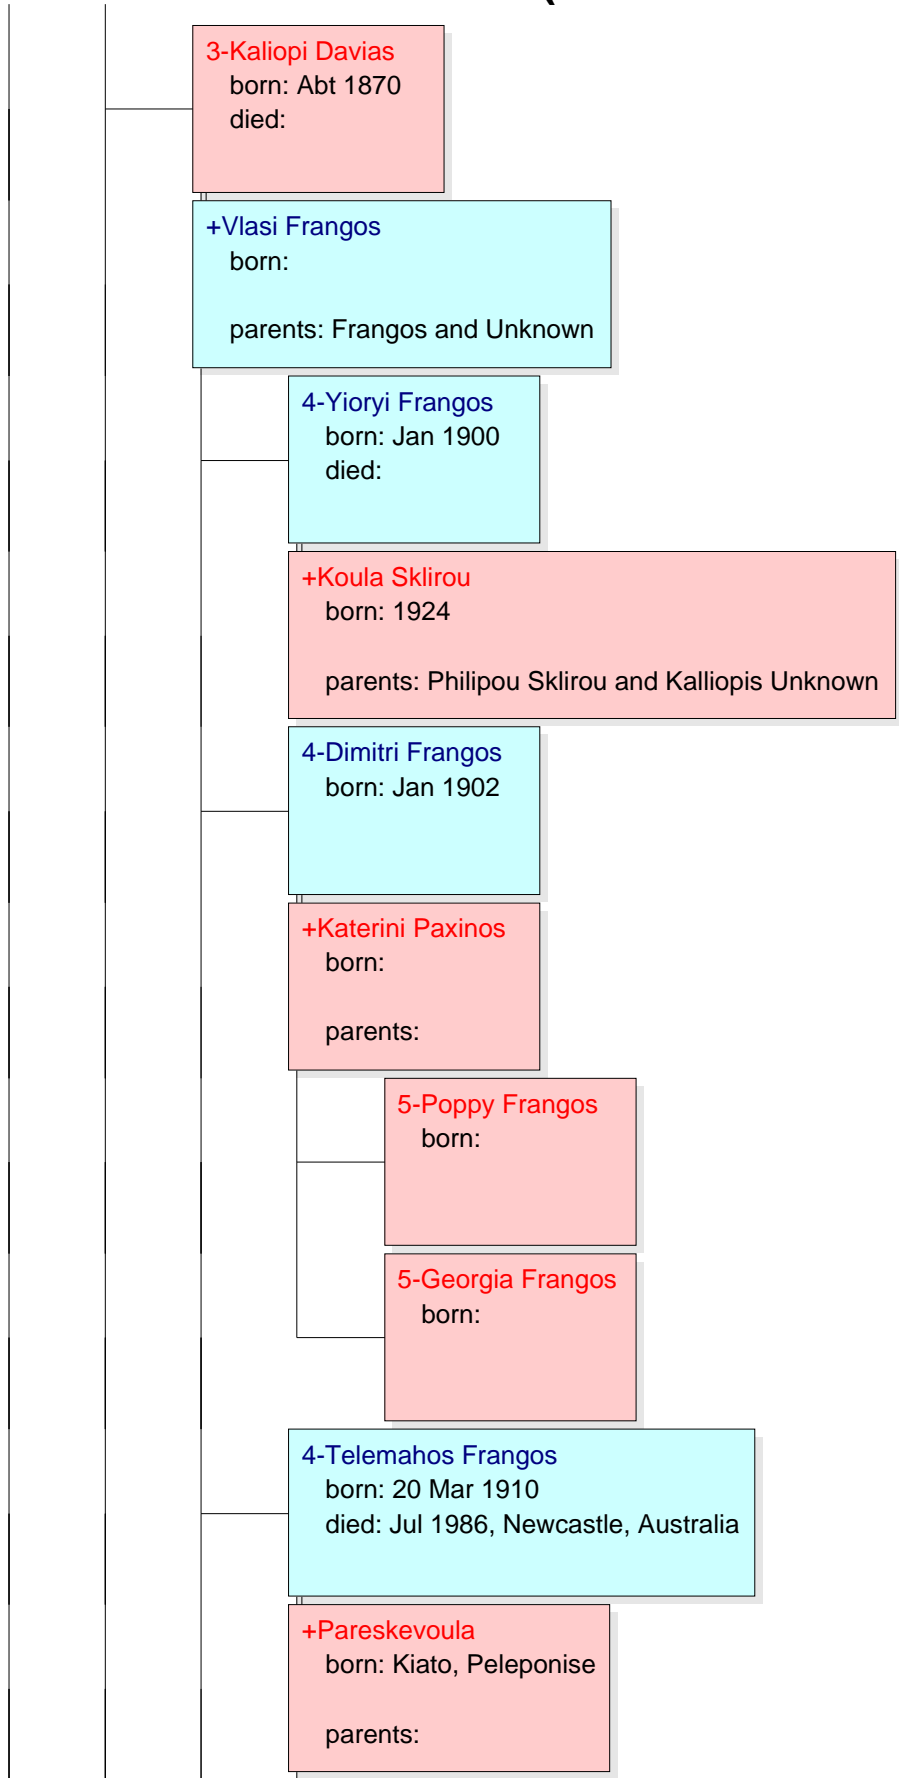 3-Kaliopi Davias
born: Abt 1870
died:
+Vlasi Frangos
born:
parents: Frangos and Unknown
4-Yioryi Frangos
born: Jan 1900
died:
+Koula Sklirou
born: 1924
parents: Philipou Sklirou and Kalliopis Unknown
4-Dimitri Frangos
born: Jan 1902
+Katerini Paxinos
born:
parents:
5-Poppy Frangos
born:
5-Georgia Frangos
born:
4-Telemahos Frangos
born: 20 Mar 1910
died: Jul 1986, Newcastle, Australia
+Pareskevoula
born: Kiato, Peleponise
parents: